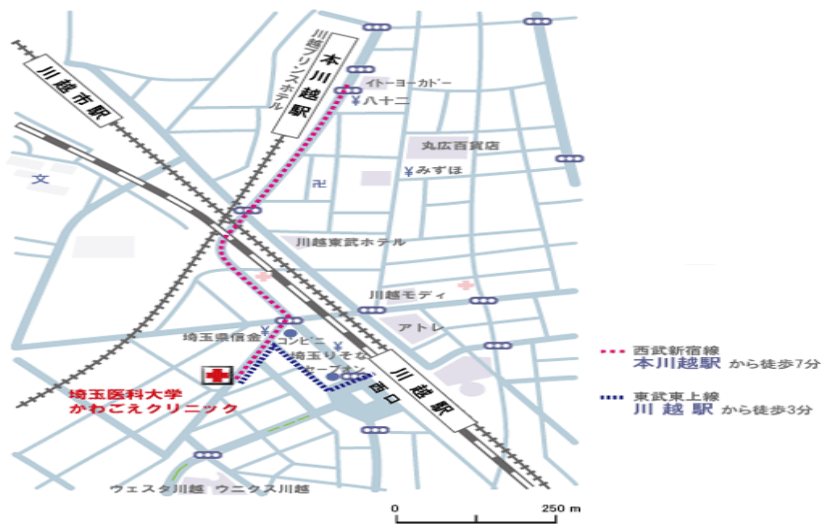 川越プリンスホテル
本川越駅
川越市駅
イトーヨーカドー
八十二
丸広百貨店
みずほ
文
卍
川越東武ホテル
川越モディ
アトレ
埼玉県信金
コンビニ
埼玉りそな
セーブオン
川越駅
西口
埼玉医科大学
かわごえクリニック
ウェスタ川越
ウニクス川越
西武新宿線
本川越駅 から徒歩7分
東武東上線
川越駅 から徒歩3分
0 250 m